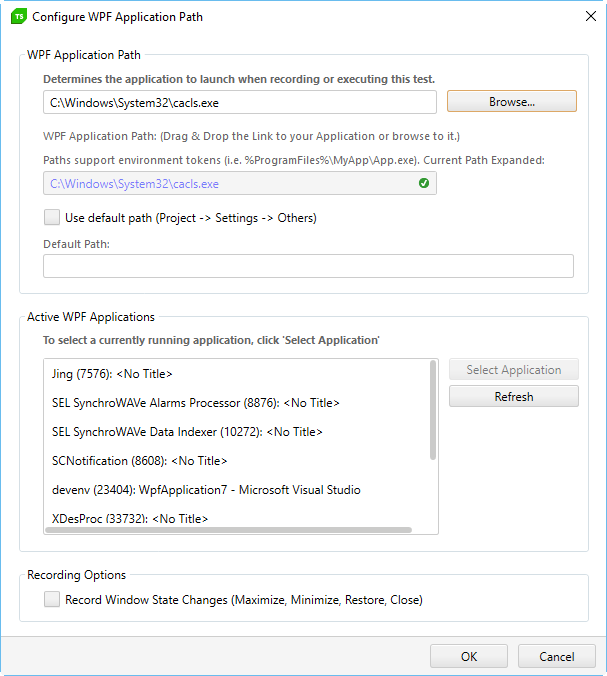 TS Configure WPF Application Path
WPF Application Path
Determines the application to launch when recording or executing this test.
C:\Windows\System32\cacls.exe
Browse...
WPF Application Path: (Drag & Drop the Link to your Application or browse to it.)
Paths support environment tokens (i.e. %ProgramFiles%\MyApp\App.exe). Current Path Expanded:
C:\Windows\System32\cacls.exe
Use default path (Project -> Settings -> Others)
Default Path:
Active WPF Applications
To select a currently running application, click 'Select Application'
Jing (7576): <No Title>
Select Application
SEL SynchroWAVe Alarms Processor (8876): <No Title>
Refresh
SEL SynchroWAVe Data Indexer (10272): <No Title>
SCNotification (8608): <No Title>
devenv (23404): WpfApplication7 - Microsoft Visual Studio
XDesProc (33732): <No Title>
Recording Options
Record Window State Changes (Maximize, Minimize, Restore, Close)
OK
Cancel